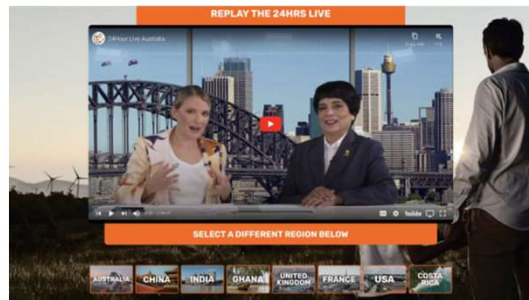 REPLAY THE 24HRS LIVE
24Hour Live Australia
YouTube
SELECT A DIFFERENT REGION BELOW
AUSTRALIA
CHINA
INDIA
GHANA
UNITED
KINGDOM
FRANCE
USA
COSTA
RICA